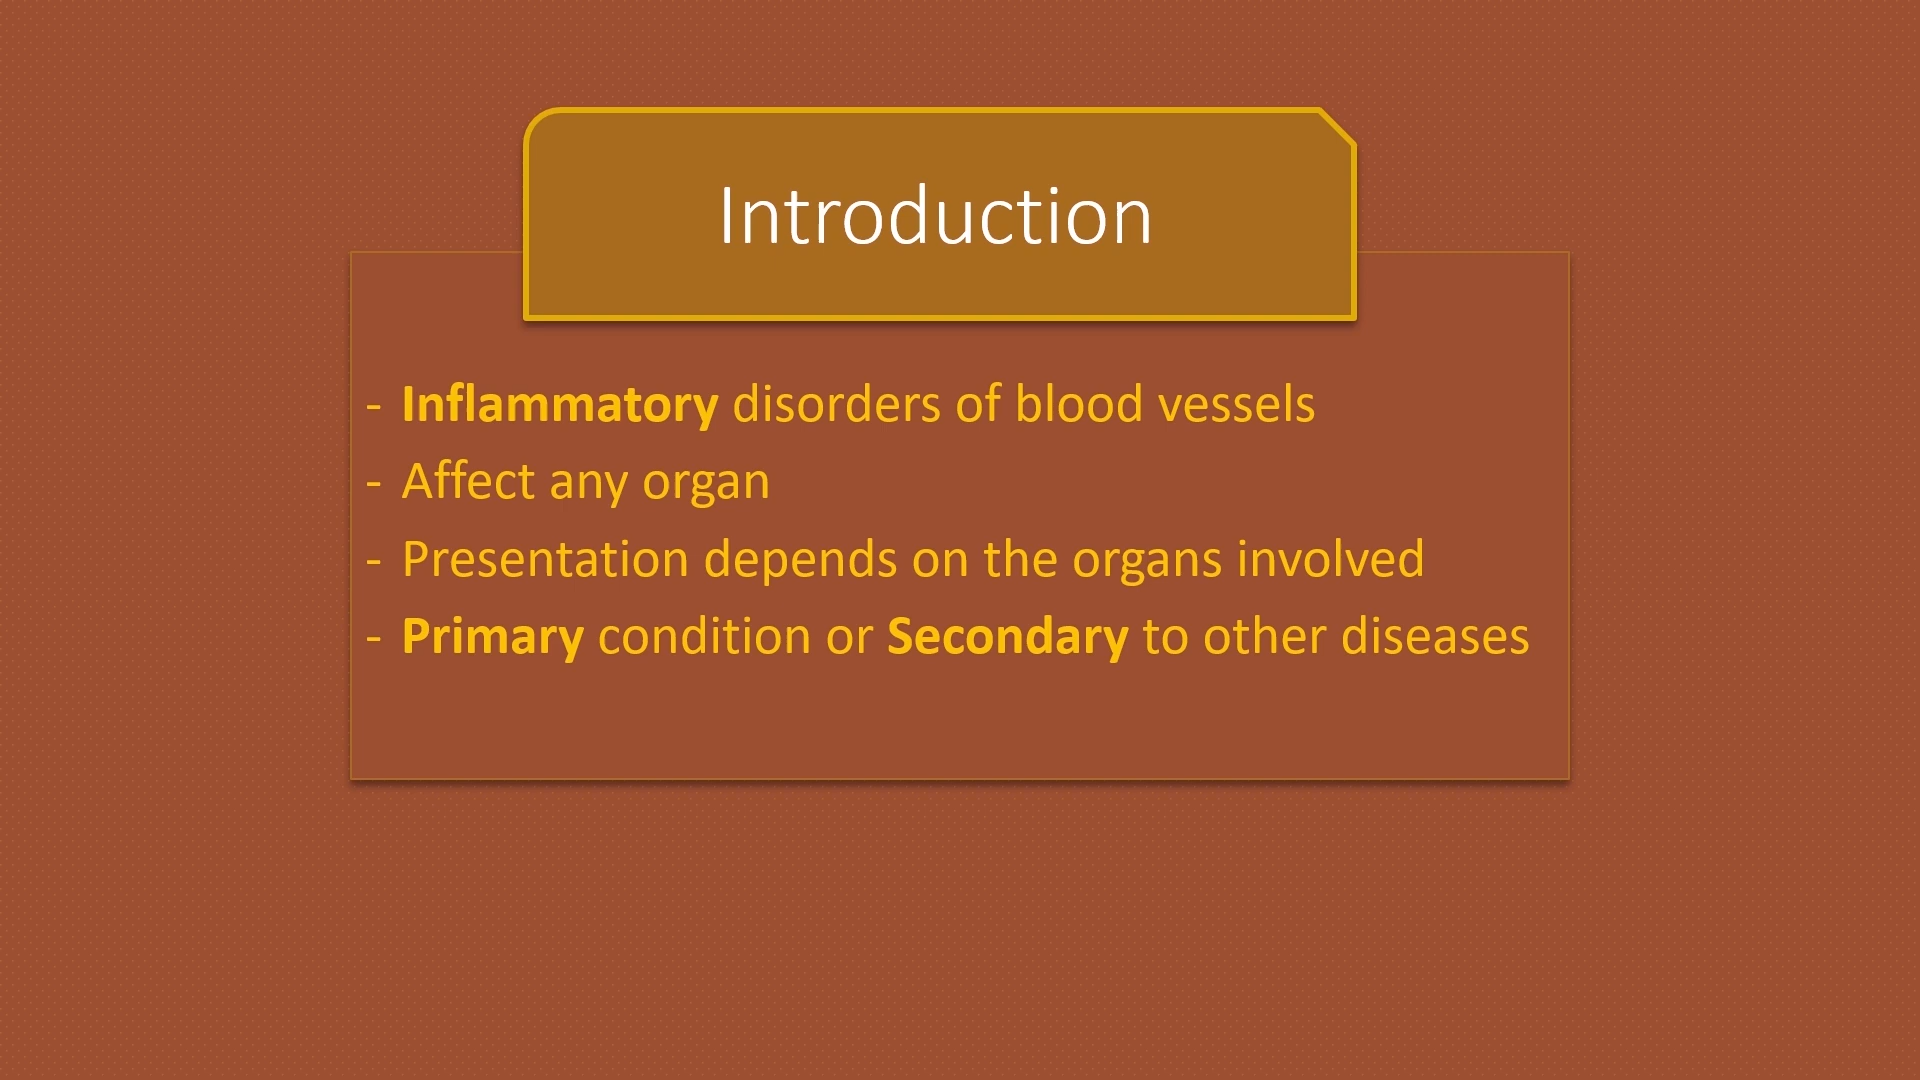 Introduction
- Inflammatory disorders of blood vessels
- Affect any organ
- Presentation depends on the organs involved
- Primary condition or Secondary to other diseases